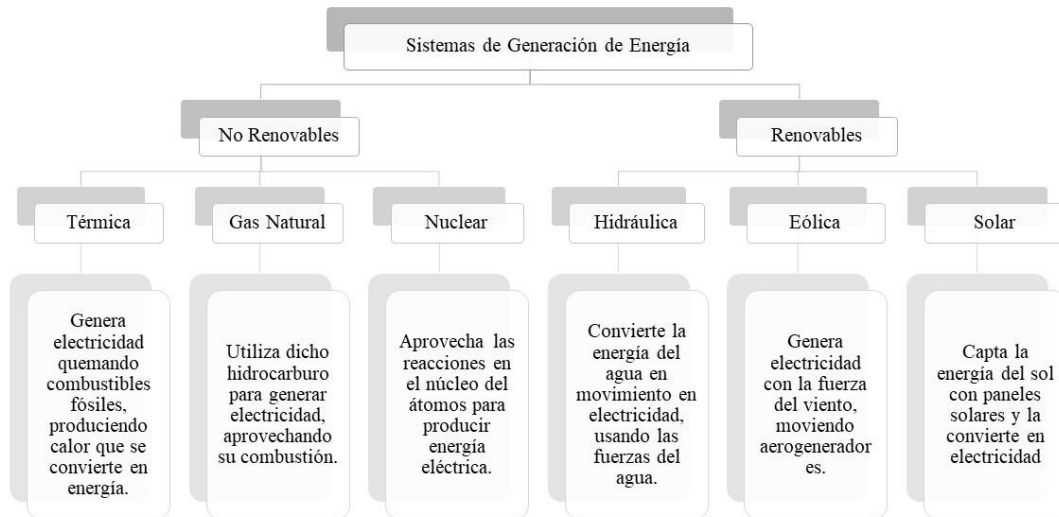 Sistemas de Generación de Energía
No Renovables
Renovables
Térmica
Gas Natural
Nuclear
Hidráulica
Eólica
Solar
Genera
electricidad
quemando
combustibles
fósiles,
produciendo
calor que se
convierte en
energía.
Utiliza dicho
hidrocarburo
para generar
electricidad,
aprovechando
su combustión.
Aprovecha las
reacciones en
el núcleo del
átomos para
producir
energía
eléctrica.
Convierte la
energía del
agua en
movimiento en
electricidad,
usando las
fuerzas del
agua.
Genera
electricidad
con la fuerza
del viento,
moviendo
aerogenerador
es.
Capta la
energía del sol
con paneles
solares y la
convierte en
electricidad